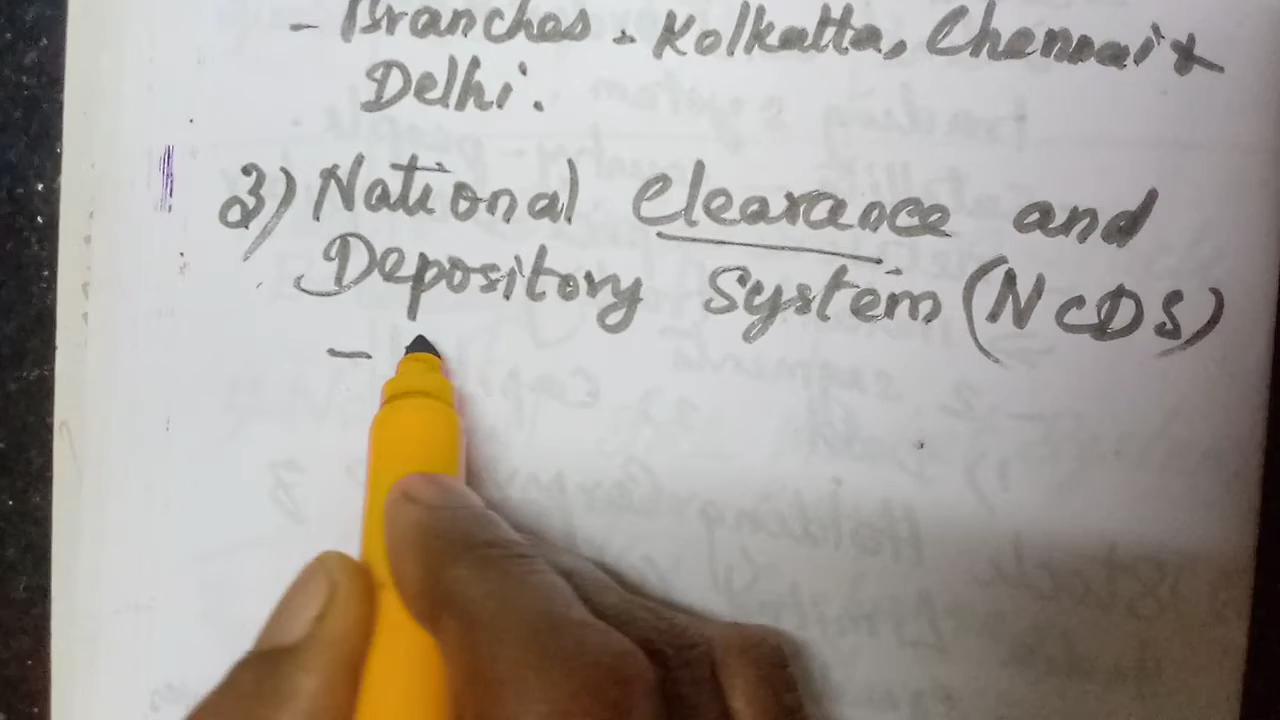 - Branches. Kolkatta, Chennai &
Delhi.
3) National Clearance and
Depository System (NCDS)
-